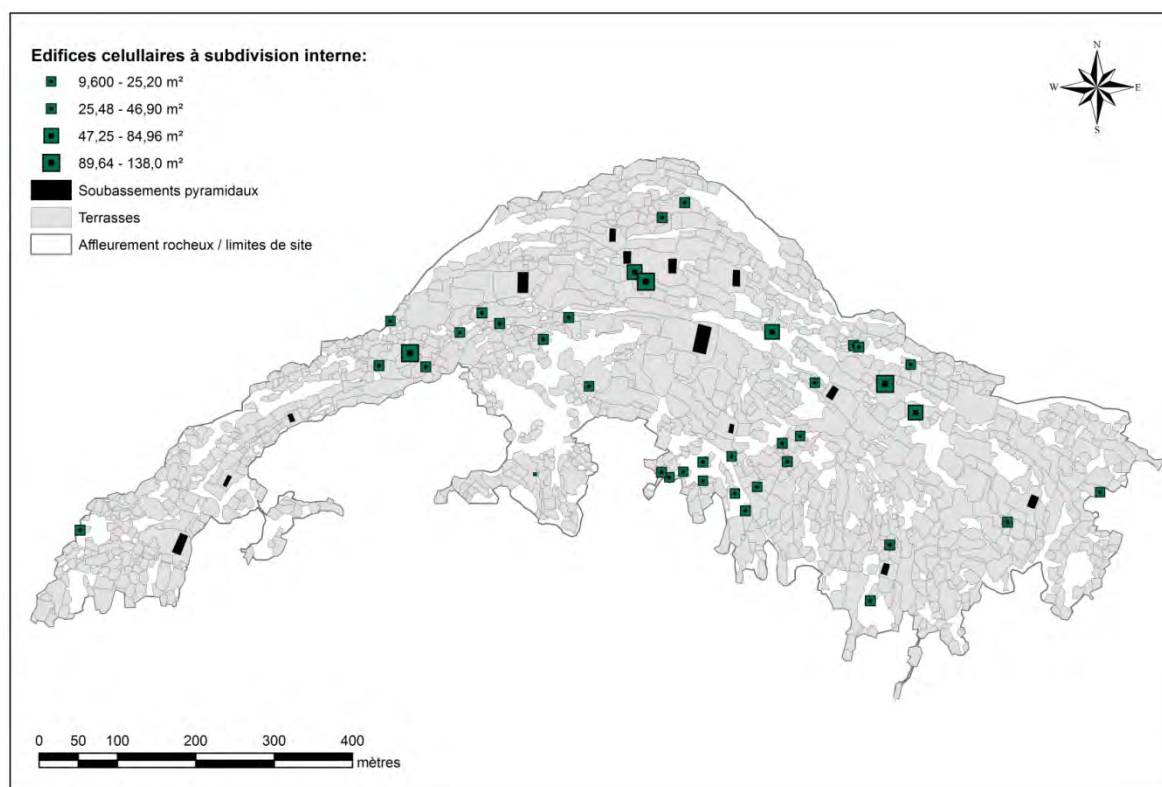 Edifices celullaires à subdivision interne:
9,600 - 25,20 m²
25,48 - 46,90 m²
47,25 - 84,96 m²
89,64 - 138,0 m²
Soubassements pyramidaux
Terrasses
Affleurement rocheux / limites de site
N
W E
S
0 50 100 200 300 400
mètres